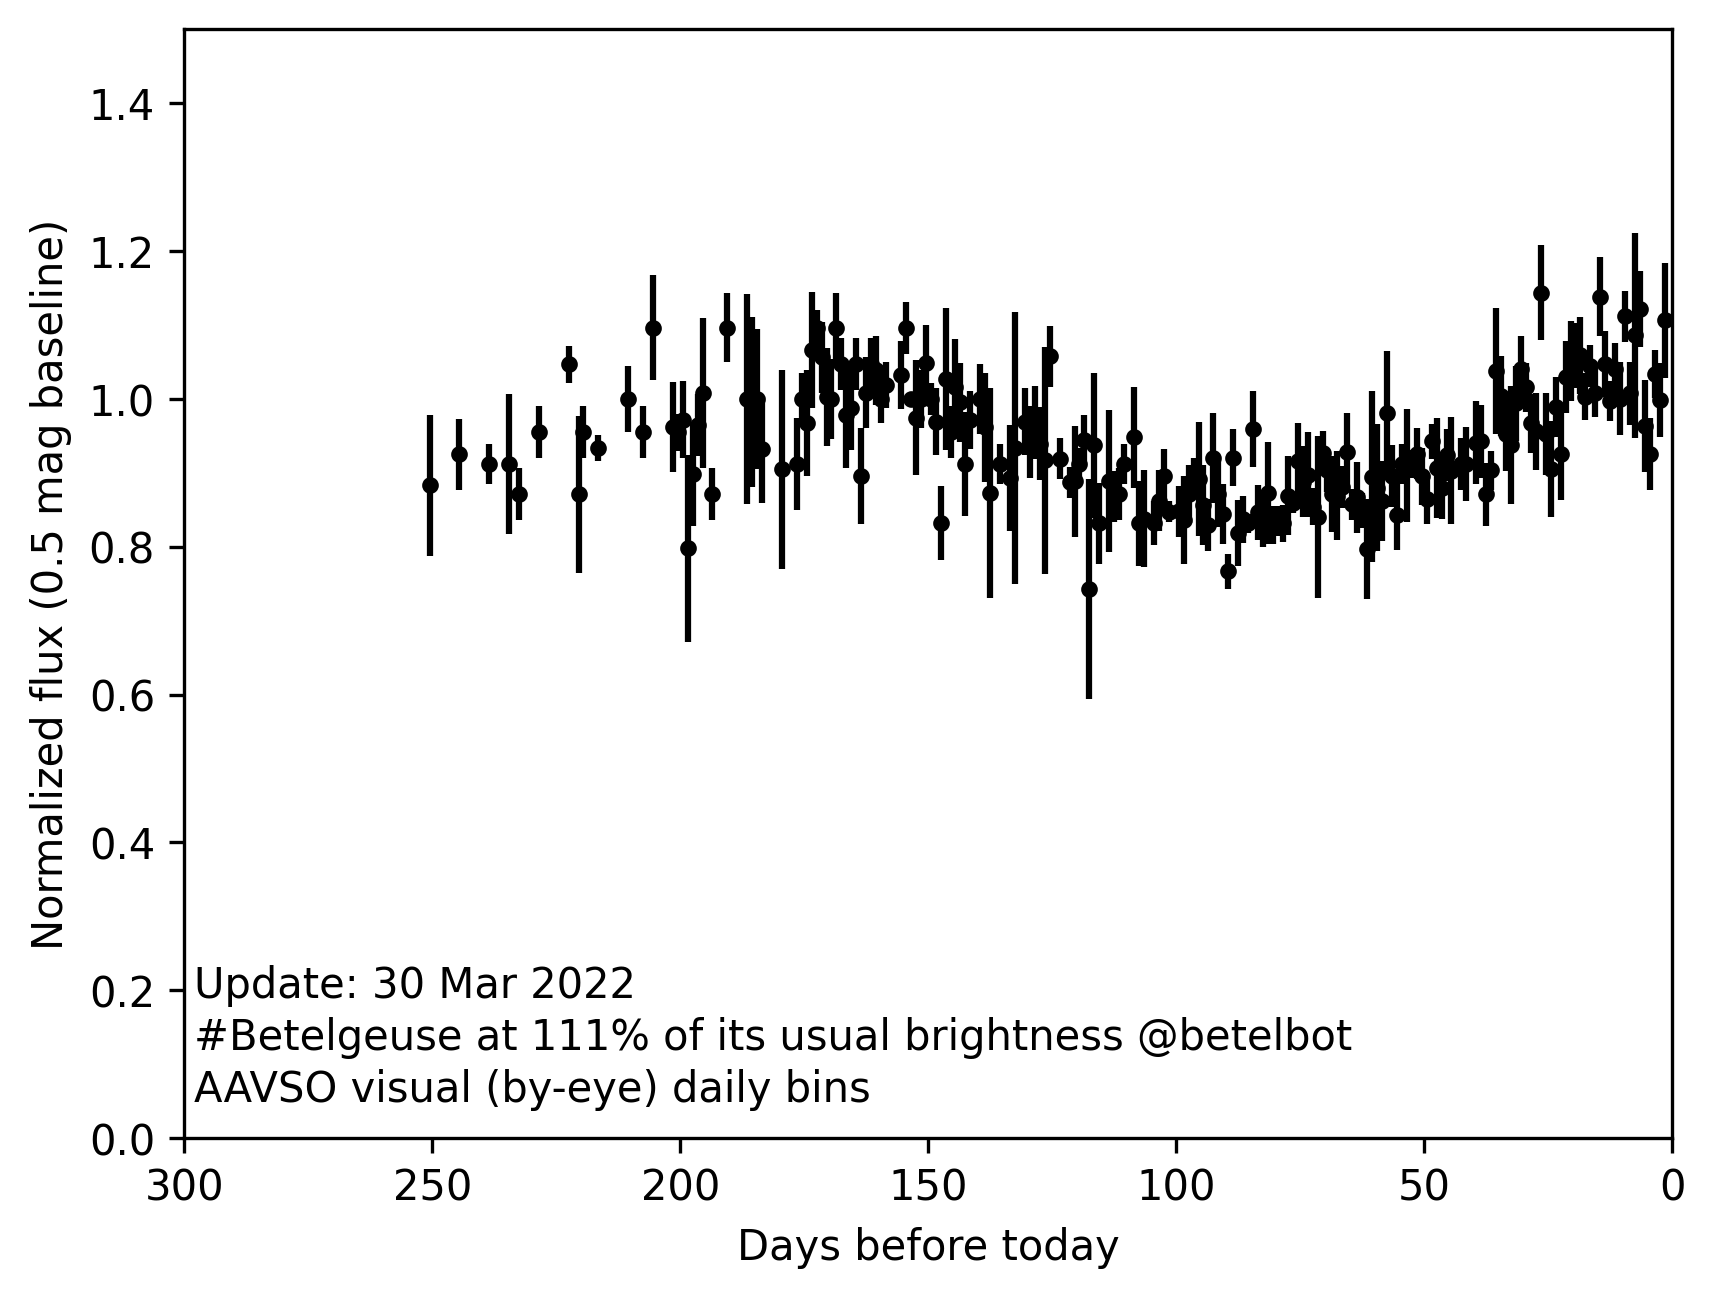 1.4
1.2
1.0
0.8
0.6
0.4
0.2
0.0
Normalized flux (0.5 mag baseline)
Update: 30 Mar 2022
#Betelgeuse at 111% of its usual brightness @betelbot
AAVSO visual (by-eye) daily bins
300 250 200 150 100 50 0
Days before today